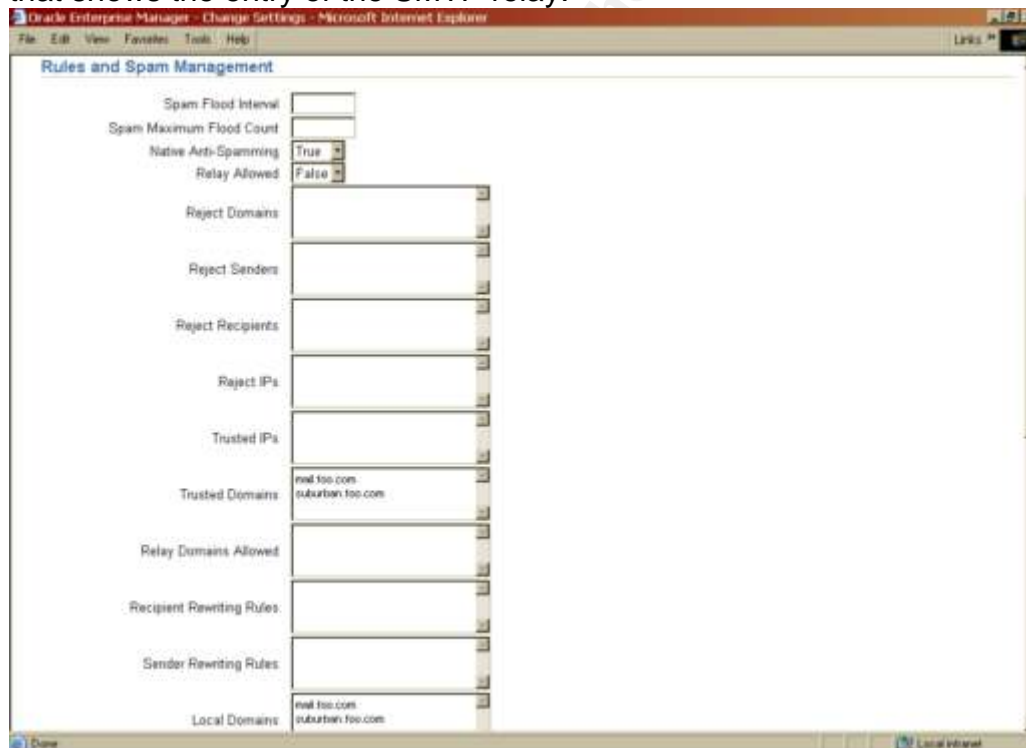 that shows the entry of the SMTP relay.
Oracle Enterprise Manager - Change Settings - Microsoft Internet Explorer
File Edit View Favorites Tools Help Links »
Rules and Spam Management
Spam Flood Interval
Spam Maximum Flood Count
Native Anti-Spamming True
Relay Allowed False
Reject Domains
Reject Senders
Reject Recipients
Reject IPs
Trusted IPs
mail.foo.com
Trusted Domains suburban.foo.com
Relay Domains Allowed
Recipient Rewriting Rules
Sender Rewriting Rules
mail.foo.com
Local Domains suburban.foo.com
Done Local intranet